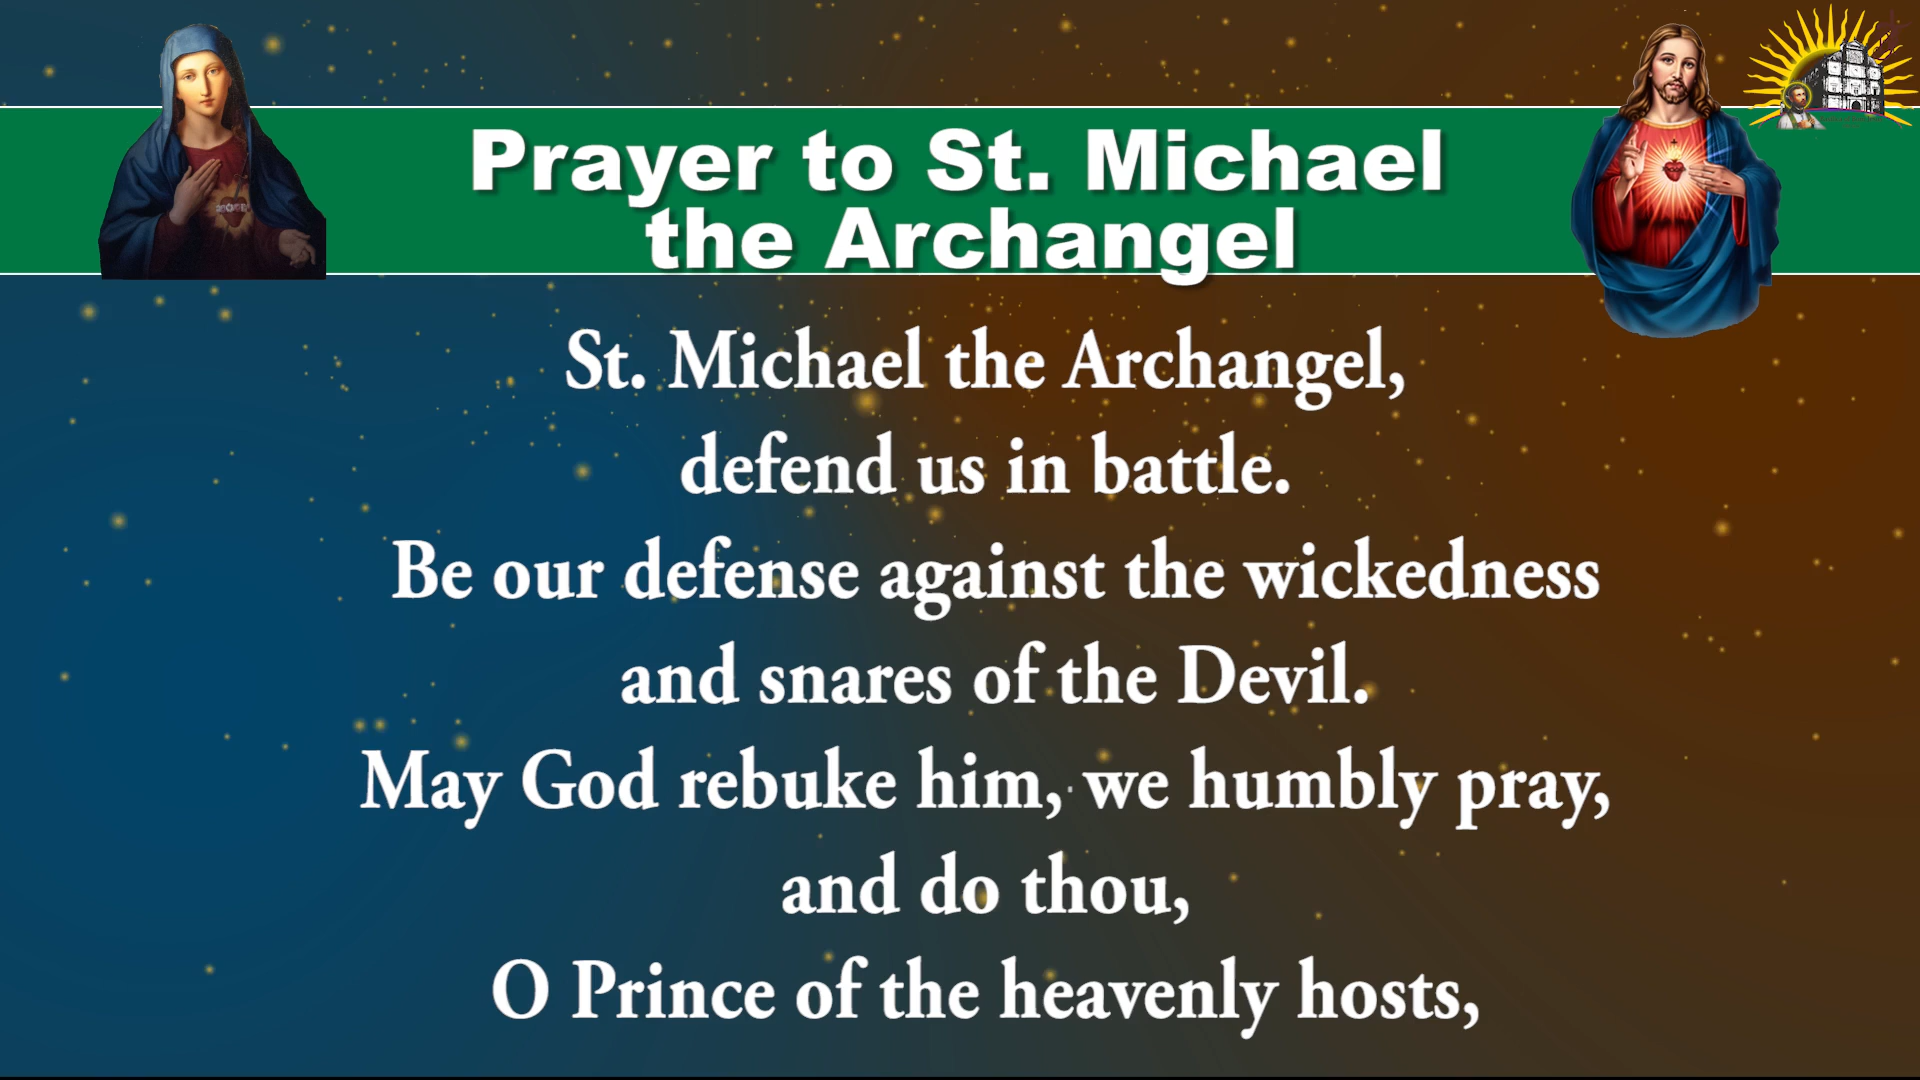 Prayer to St. Michael
the Archangel
St. Michael the Archangel,
defend us in battle.
Be our defense against the wickedness
and snares of the Devil.
May God rebuke him, we humbly pray,
and do thou,
O Prince of the heavenly hosts,